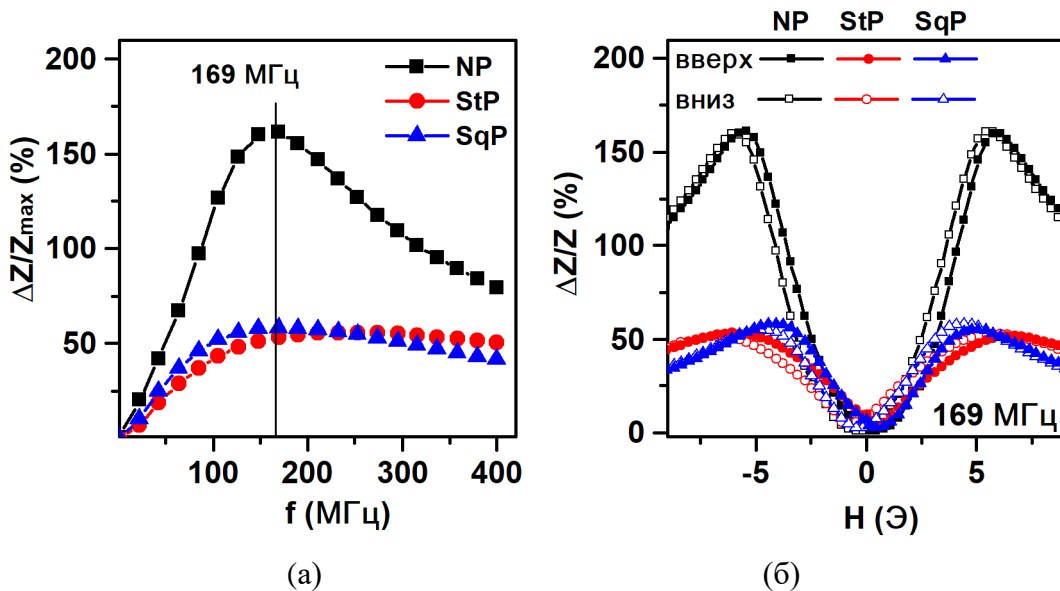 200
150
100
50
ΔZ/Zmax (%)
169 МГц
NP
StP
SqP
100 200 300 400
f (МГц)
(а)
NP StP SqP
вверх
вниз
200
150
100
50
0
ΔZ/Z (%)
169 МГц
-5 0 5
H (Э)
(б)